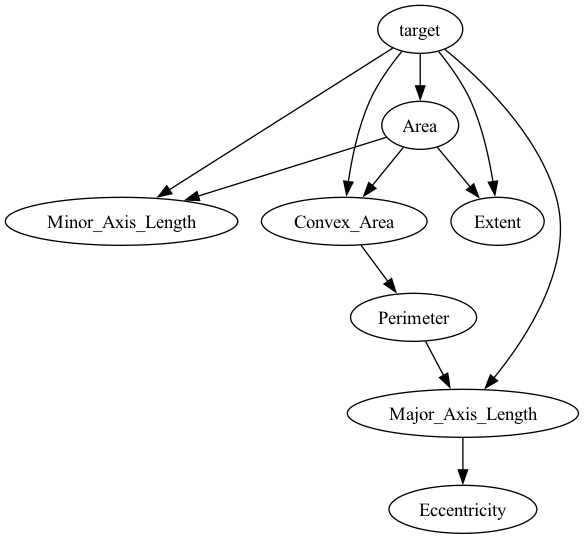 target
Area
Minor_Axis_Length
Convex_Area
Extent
Perimeter
Major_Axis_Length
Eccentricity